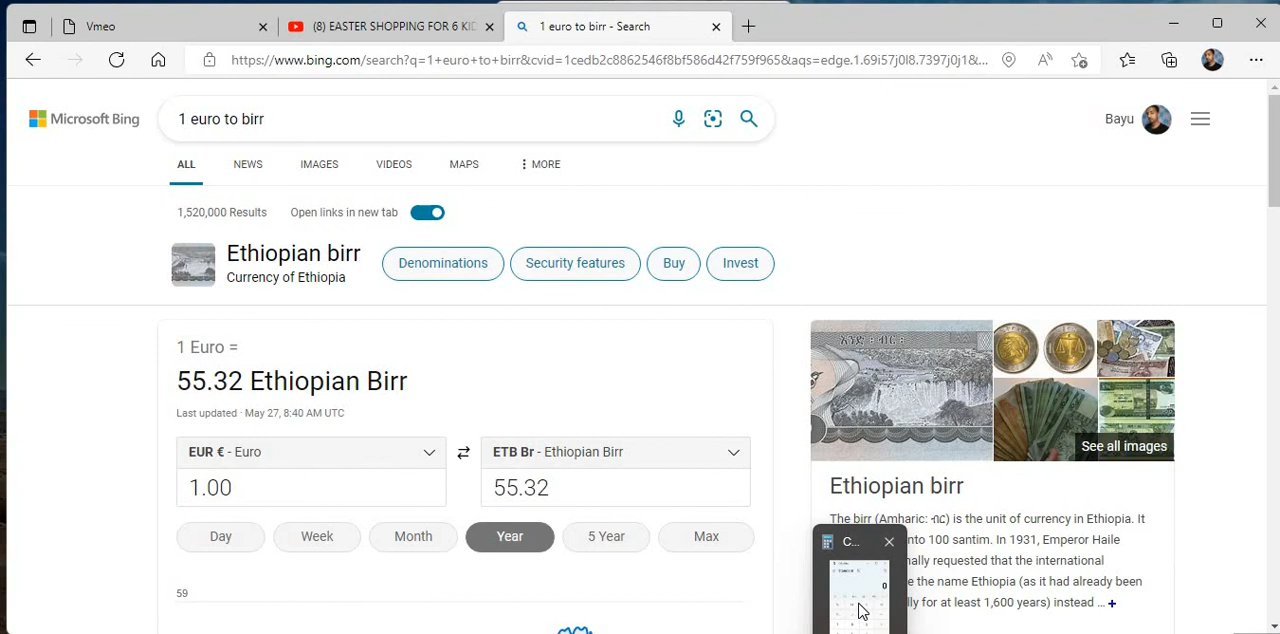 Vmeo
(8) EASTER SHOPPING FOR 6 KID
1 euro to birr - Search
https://www.bing.com/search?q=1+euro+to+birr&cvid=1cedb2c8862546f8bf586d42f759f965&aqs=edge.1.69i57j0l8.7397j0j1&...
Microsoft Bing
1 euro to birr
Bayu
ALL NEWS IMAGES VIDEOS MAPS MORE
1,520,000 Results Open links in new tab
Ethiopian birr
Currency of Ethiopia
Denominations Security features Buy Invest
1 Euro =
55.32 Ethiopian Birr
Last updated · May 27, 8:40 AM UTC
EUR € - Euro
ETB Br - Ethiopian Birr
1.00
55.32
Day Week Month Year 5 Year Max
59
አንድ ብር
See all images
Ethiopian birr
The birr (Amharic: ብር) is the unit of currency in Ethiopia. It
nto 100 santim. In 1931, Emperor Haile
nally requested that the international
e the name Ethiopia (as it had already been
lly for at least 1,600 years) instead ... +
C...
0